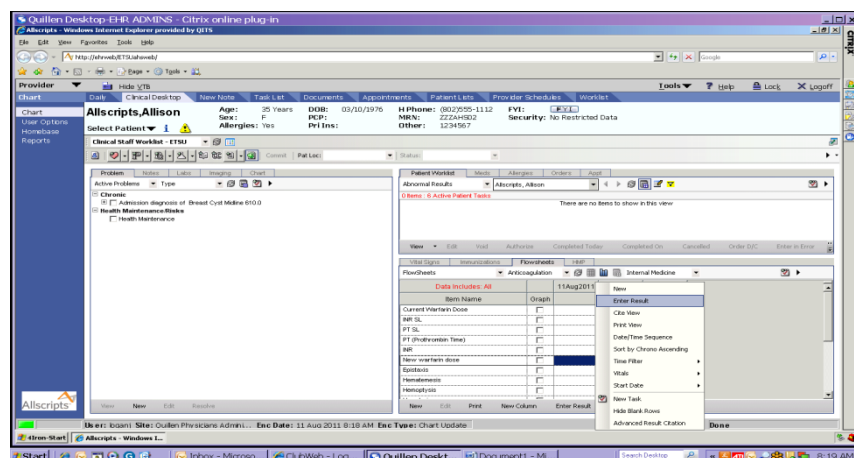 Quillen Desktop-EHR ADMINS - Citrix online plug-in
Allscripts - Windows Internet Explorer provided by QETS
File Edit View Favorites Tools Help
http://ehrweb/ETSUahsweb/
Google
Page Tools
Provider Hide VTB Tools Help Lock Logoff
Chart Daily Clinical Desktop New Note Task List Documents Appointments Patient Lists Provider Schedules Worklist
Chart
User Options
Homebase
Reports
Allscripts,Allison Age: 35 Years DOB: 03/10/1976 H Phone: (802)555-1112 FYI: FYI
Sex: F PCP: MRN: ZZZAHS02 Security: No Restricted Data
Select Patient Allergies: Yes Pri Ins: Other: 1234567
Clinical Staff Worklist - ETSU
Commit Pat Loc: Status:
Problem Notes Labs Imaging Chart
Active Problems Type
Chronic
Admission diagnosis of Breast Cyst Midline 610.0
Health Maintenance/Risks
Health Maintenance
View New Edit Resolve
Patient Worklist Meds Allergies Orders Appt
Abnormal Results Allscripts, Allison
0 Items : 6 Active Patient Tasks
There are no items to show in this view
View Edit Void Authorize Completed Today Completed On Cancelled Order D/C Enter in Error
Vital Signs Immunizations Flowsheets HMP
FlowSheets Anticoagulation Internal Medicine
Data Includes: All 11Aug2011
Item Name Graph
Current Warfarin Dose
INR SL
PT SL
PT (Prothrombin Time)
INR
New warfarin dose
Epistaxis
Hematemesis
Hemoptysis
New Edit Print New Column Enter Result
New
Enter Result
Cite View
Print View
Date/Time Sequence
Sort by Chrono Ascending
Time Filter
Vitals
Start Date
New Task
Hide Blank Rows
Advanced Result Citation
Allscripts
Site: Quillen Physicians Admini... Enc Date: 11 Aug 2011 8:18 AM Enc Type: Chart Update Done
Allscripts - Windows I...
Start Inbox - Microso... ClubWeb - Log... Quillen Deskt... Document1 - Mi... Search Desktop 8:19 AM
Citrix